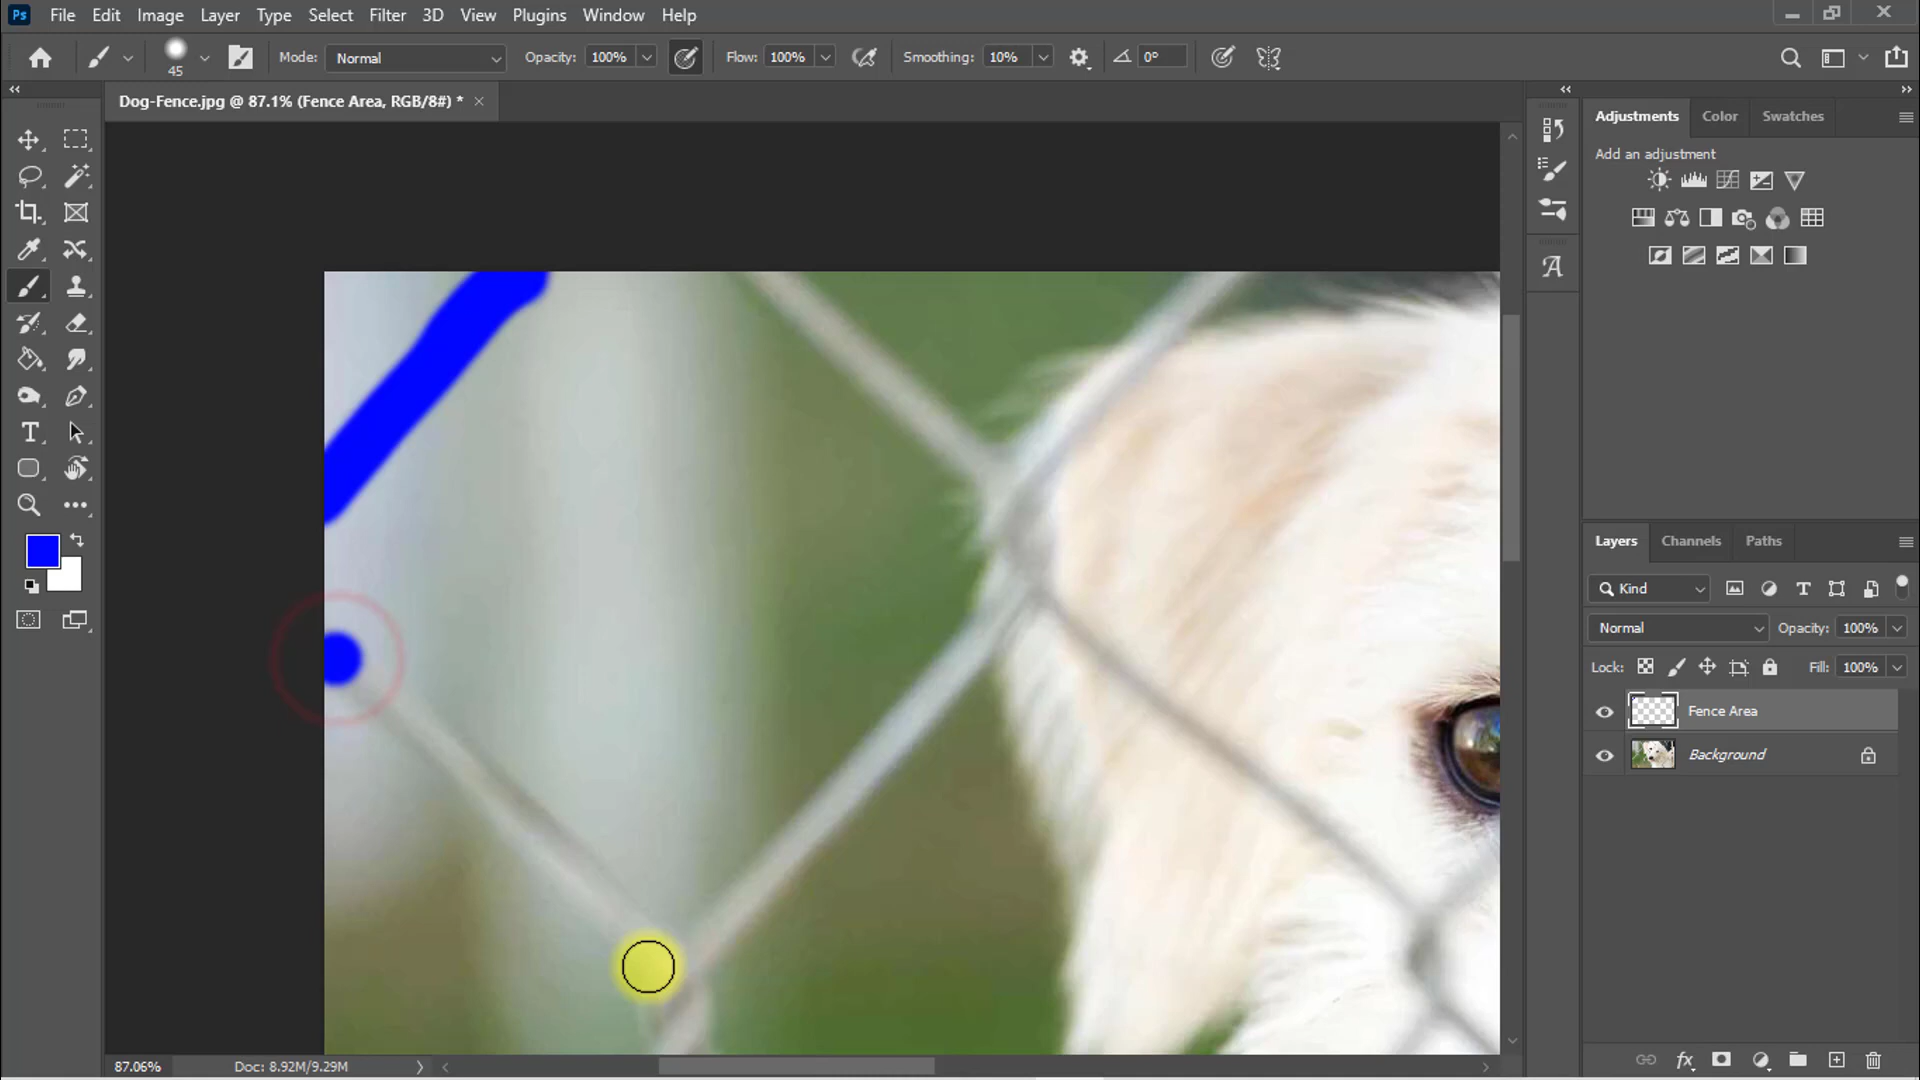 Ps File Edit Image Layer Type Select Filter 3D View Plugins Window Help
45 Mode: Normal Opacity: 100% Flow: 100% Smoothing: 10% 0°
Dog-Fence.jpg @ 87.1% (Fence Area, RGB/8#) *
Adjustments Color Swatches
Add an adjustment
Layers Channels Paths
Kind
Normal Opacity: 100%
Lock: Fill: 100%
Fence Area
Background
87.06% Doc: 8.92M/9.29M